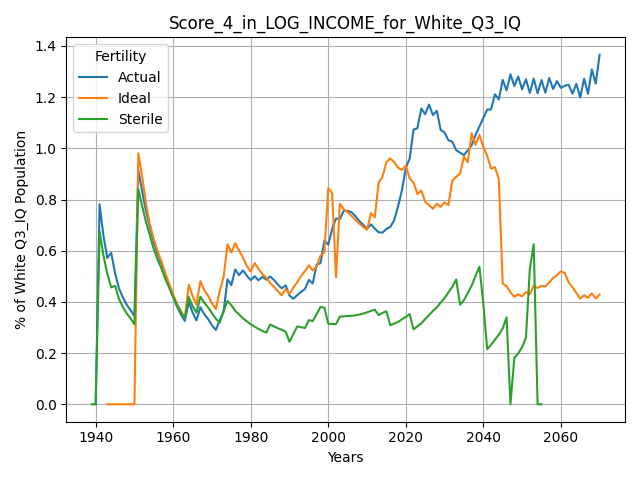 Score_4_in_LOG_INCOME_for_White_Q3_IQ
Fertility
Actual
Ideal
Sterile
% of White Q3_IQ Population
1.4
1.2
1.0
0.8
0.6
0.4
0.2
0.0
1940 1960 1980 2000 2020 2040 2060
Years